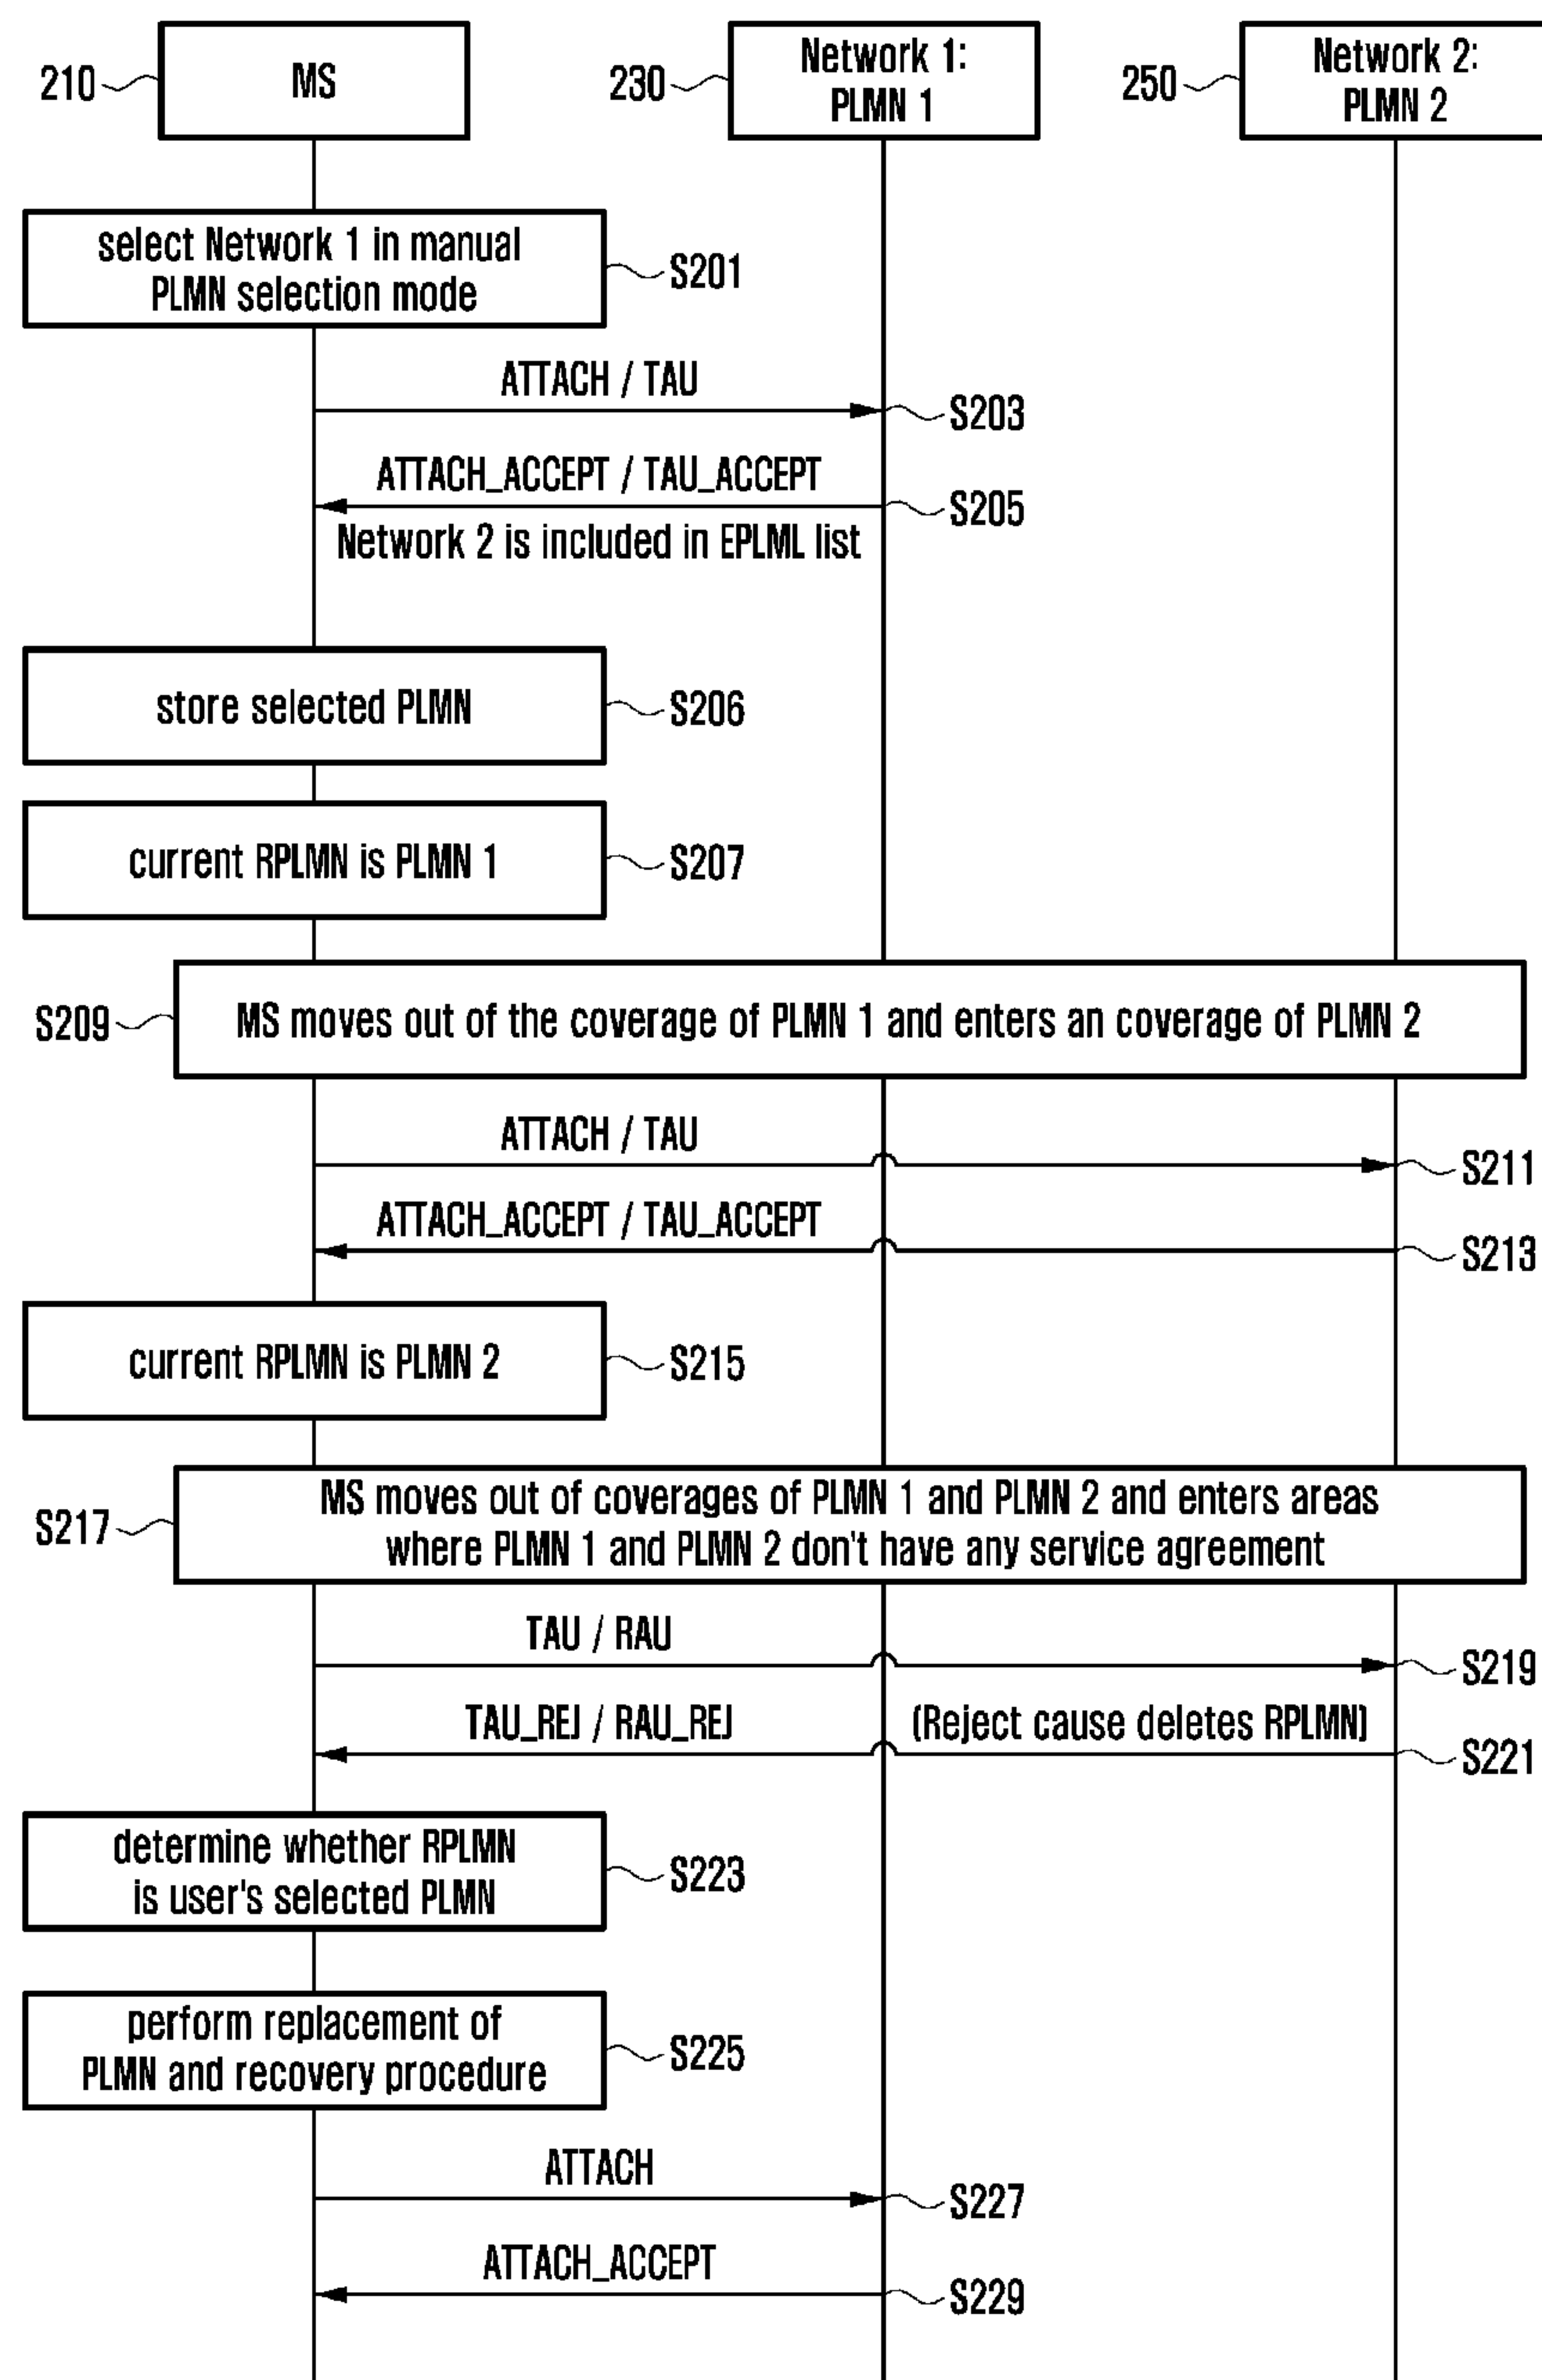 210
MS
230
Network 1:
PLMN 1
250
Network 2:
PLMN 2
select Network 1 in manual
PLMN selection mode
S201
ATTACH / TAU
S203
ATTACH_ACCEPT / TAU_ACCEPT
S205
Network 2 is included in EPLML list
store selected PLMN
S206
current RPLMN is PLMN 1
S207
S209
MS moves out of the coverage of PLMN 1 and enters an coverage of PLMN 2
ATTACH / TAU
S211
ATTACH_ACCEPT / TAU_ACCEPT
S213
current RPLMN is PLMN 2
S215
S217
MS moves out of coverages of PLMN 1 and PLMN 2 and enters areas
where PLMN 1 and PLMN 2 don't have any service agreement
TAU / RAU
S219
TAU_REJ / RAU_REJ
(Reject cause deletes RPLMN)
S221
determine whether RPLMN
is user's selected PLMN
S223
perform replacement of
PLMN and recovery procedure
S225
ATTACH
S227
ATTACH_ACCEPT
S229